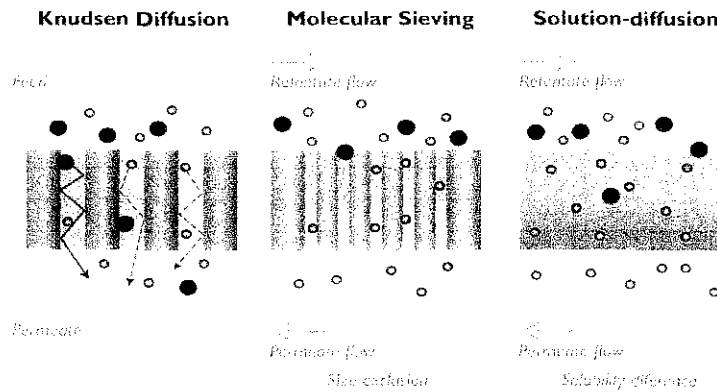 Knudsen Diffusion
Molecular Sieving
Solution-diffusion
Feed
Retentate flow
Retentate flow
Permeate
Permeate flow
Permeate flow
Size exclusion
Solubility diference